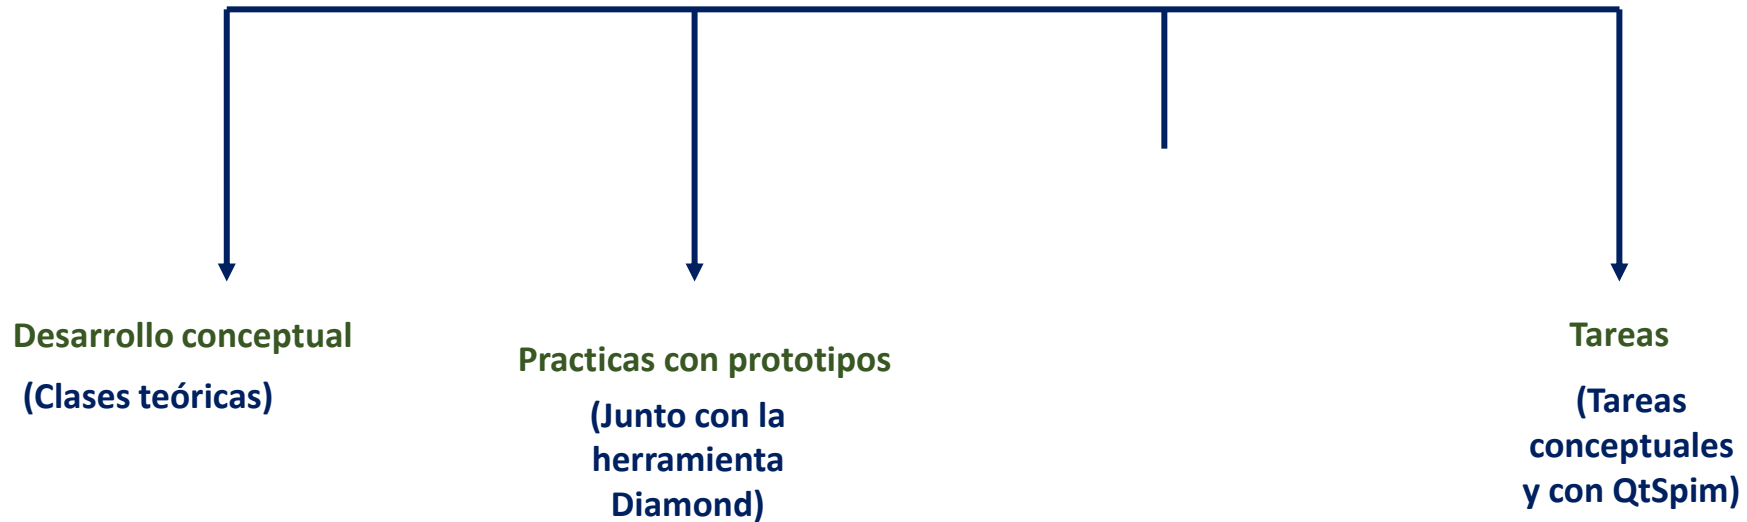 Desarrollo conceptual
(Clases teóricas)
Practicas con prototipos
(Junto con la
herramienta
Diamond)
Tareas
(Tareas
conceptuales
y con QtSpim)